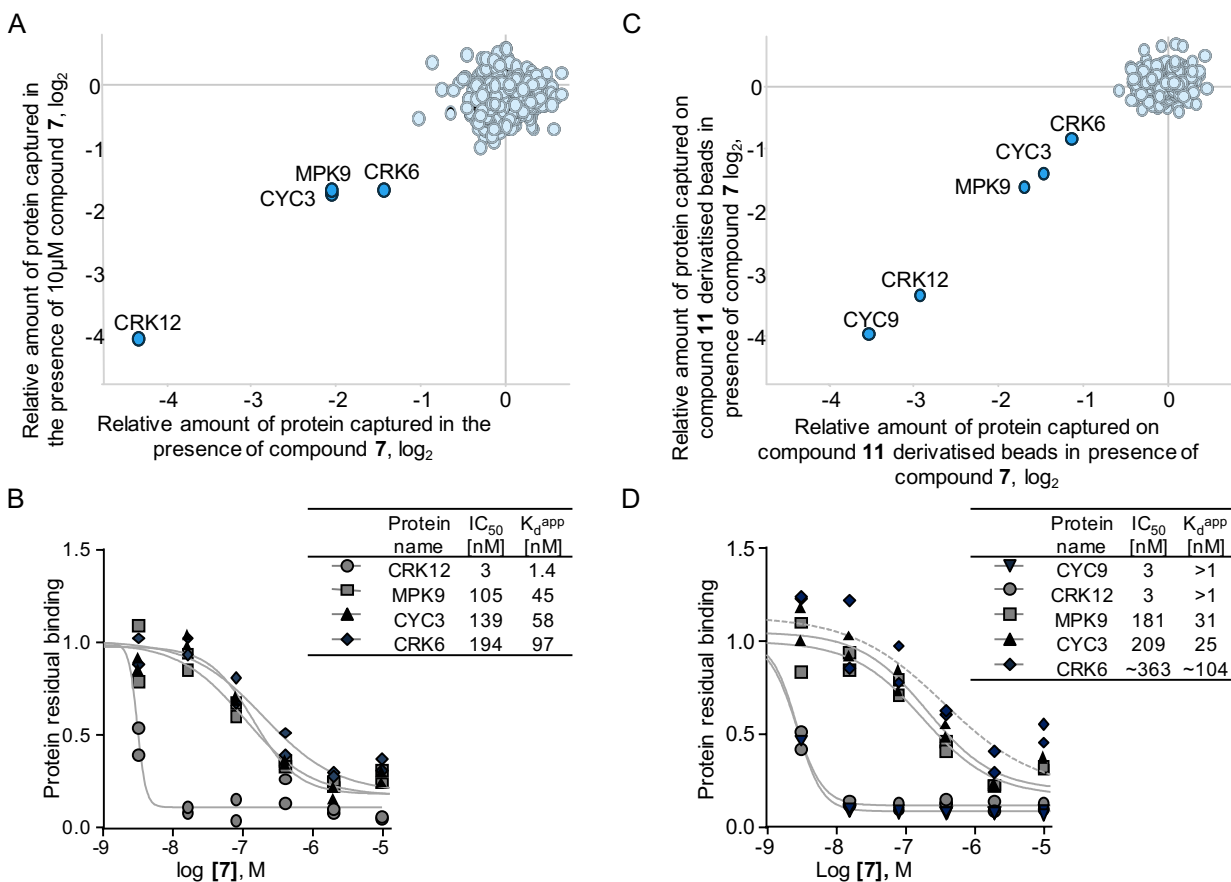 A
Relative amount of protein captured in
the presence of 10μM compound 7, log2
0
-1
-2
-3
-4
MPK9
CRK6
CYC3
CRK12
-4
-3
-2
-1
0
Relative amount of protein captured in the
presence of compound 7, log2
C
Relative amount of protein captured on
compound 11 derivatised beads in
presence of compound 7 log2,
0
-1
-2
-3
-4
CRK6
CYC3
MPK9
CRK12
CYC9
-4
-3
-2
-1
0
Relative amount of protein captured on
compound 11 derivatised beads in presence of
compound 7, log2
B
Protein residual binding
1.5
1.0
0.5
0.0
-9
-8
-7
-6
-5
log [7], M
Protein IC50 Kdapp
name [nM] [nM]
CRK12 3 1.4
MPK9 105 45
CYC3 139 58
CRK6 194 97
D
Protein residual binding
1.5
1.0
0.5
0.0
-9
-8
-7
-6
-5
Log [7], M
Protein IC50 Kdapp
name [nM] [nM]
CYC9 3 >1
CRK12 3 >1
MPK9 181 31
CYC3 209 25
CRK6 ~363 ~104